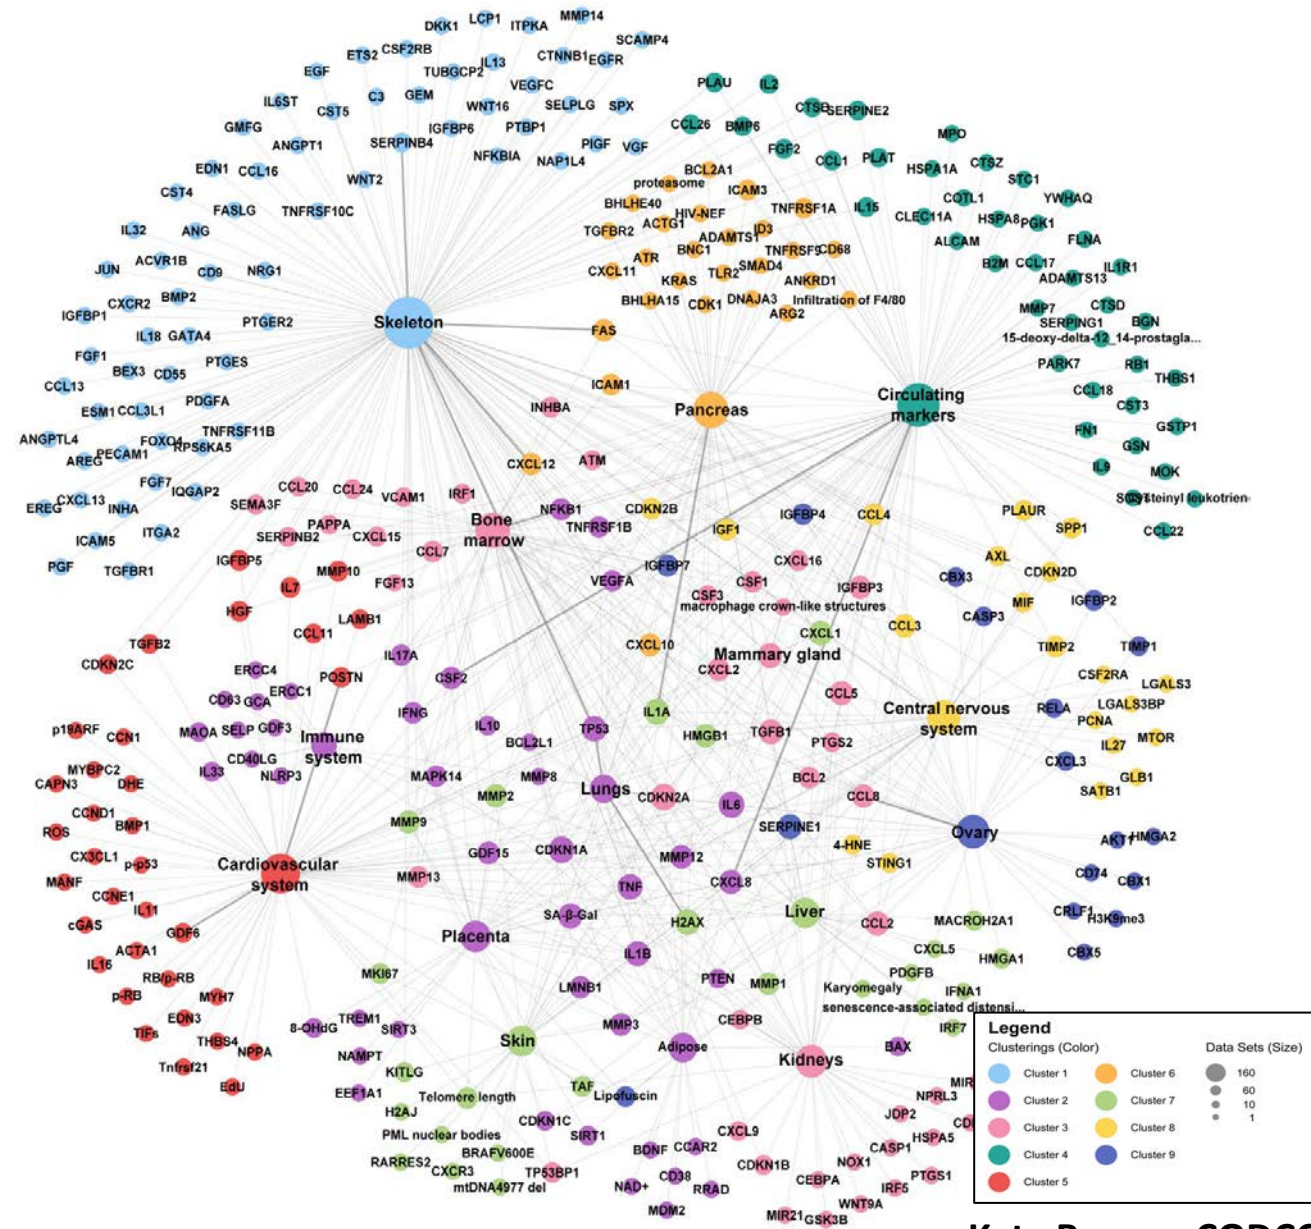 LCP1
MMP14
DKK1
ITPKA
SCAMP4
ETS2
CSF2RB
IL13
CTNNB1
EGFR
EGF
TUBGCP2
VEGFC
PLAU
IL2
IL6ST
C3
GEM
WNT16
SELPLG
SPX
CST5
CTSB
SERPINE2
GMFG
IGFBP6
PTBP1
CCL26
BMP6
MPO
ANGPT1
SERPINB4
NFKBIA
NAP1L4
PIGF
VGF
FGF2
CCL1
PLAT
HSPA1A
CTSZ
EDN1
CCL16
WNT2
BCL2A1
STC1
CST4
proteasome
ICAM3
COTL1
YWHAQ
FASLG
TNFRSF10C
BHLHE40
HIV-NEF
TNFRSF1A
IL15
CLEC11A
HSPA8
PGK1
IL32
ANG
TGFBR2
ACTG1
ADAMTS1
ID3
ALCAM
FLNA
JUN
ACVR1B
CD9
NRG1
ATR
BNC1
TNFRSF9
CD68
B2M
CCL17
IL1R1
CXCL11
KRAS
TLR2
SMAD4
ANKRD1
ADAMTS13
IGFBP1
CXCR2
BMP2
BHLHA15
CDK1
DNAJA3
Infiltration of F4/80
MMP7
CTSD
PTGER2
Skeleton
FAS
ARG2
SERPING1
BGN
IL18
GATA4
15-deoxy-delta-12_14-prostagla...
FGF1
PTGES
PARK7
RB1
BEX3
CD55
THBS1
CCL13
ICAM1
CCL18
PDGFA
Circulating
markers
CST3
ESM1
CCL3L1
INHBA
Pancreas
ANGPTL4
FOXO4
TNFRSF11B
FN1
GSTP1
AREG
PECAM1
RPS6KA5
CXCL12
ATM
GSN
IL9
MOK
FGF7
IQGAP2
CCL20
CCL24
VCAM1
IRF1
EREG
CXCL13
INHA
SEMA3F
NFKB1
CDKN2B
IGFBP4
CCL4
PLAUR
CCL22
ITGA2
PAPPA
Bone
marrow
TNFRSF1B
IGF1
SPP1
ICAM5
SERPINB2
CXCL15
CCL7
CXCL16
AXL
PGF
TGFBR1
IGFBP5
MMP10
FGF13
VEGFA
IGFBP7
CSF1
IGFBP3
CBX3
CDKN2D
IL7
CSF3
macrophage crown-like structures
MIF
IGFBP2
HGF
LAMB1
CASP3
CCL11
CXCL1
CCL3
TGFB2
CXCL10
TIMP2
TIMP1
CDKN2C
IL17A
Mammary gland
CXCL2
ERCC4
POSTN
CSF2
CSF2RA
LGALS3
CD63
GCA
ERCC1
CCL5
LGALS3BP
IFNG
IL1A
Central nervous
system
RELA
PCNA
p19ARF
CCN1
MAOA
SELP
GDF3
Immune
system
IL10
BCL2L1
TP53
HMGB1
TGFB1
PTGS2
MTOR
IL27
CD40LG
CXCL3
MYBPC2
IL33
NLRP3
MAPK14
MMP8
BCL2
GLB1
CAPN3
DHE
MMP2
Lungs
CDKN2A
IL6
CCL8
SATB1
CCND1
MMP9
SERPINE1
Ovary
ROS
BMP1
4-HNE
AKT1
HMGA2
CX3CL1
p-p53
Cardiovascular
system
GDF15
CDKN1A
MMP12
STING1
MANF
MMP13
TNF
CXCL8
CD74
CBX1
CCNE1
IL11
SA-β-Gal
H2AX
Liver
CCL2
MACROH2A1
CRLF1
H3K9me3
cGAS
GDF6
Placenta
ACTA1
IL1B
CXCL5
HMGA1
CBX5
IL16
RB/p-RB
MKI67
PTEN
MMP1
PDGFB
p-RB
MYH7
LMNB1
Karyomegaly
IFNA1
senescence-associated distensi...
EDN3
8-OHdG
TREM1
SIRT3
MMP3
CEBPB
IRF7
TIFs
THBS4
Skin
Adipose
BAX
NPPA
NAMPT
Kidneys
Tnfrsf21
KITLG
EdU
EEF1A1
Telomere length
TAF
Lipofuscin
MIR
NPRL3
H2AJ
CDKN1C
JDP2
PML nuclear bodies
SIRT1
CXCL9
HSPA5
BRAFV600E
BDNF
CCAR2
CASP1
RARRES2
CXCR3
TP53BP1
CDKN1B
NOX1
mtDNA4977 del
NAD+
CD38
RRAD
CEBPA
IRF5
PTGS1
MDM2
WNT9A
MIR21
GSK3B
Legend
Clusterings (Color)
Data Sets (Size)
Cluster 1
Cluster 6
160
Cluster 2
Cluster 7
60
Cluster 3
Cluster 8
10
Cluster 4
Cluster 9
1
Cluster 5